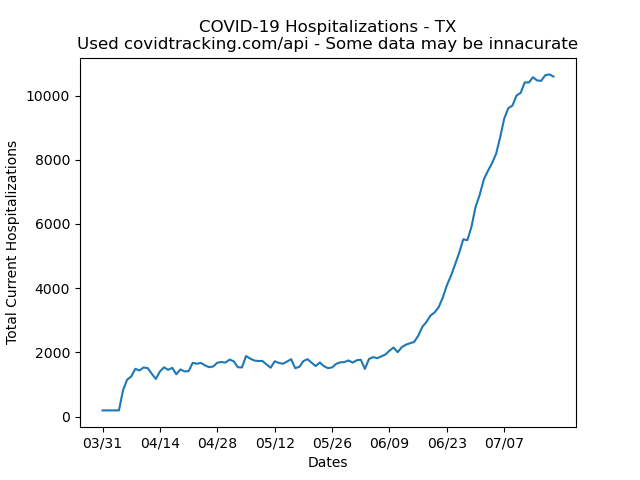 COVID-19 Hospitalizations - TX
Used covidtracking.com/api - Some data may be innacurate
Total Current Hospitalizations
10000
8000
6000
4000
2000
0
03/31 04/14 04/28 05/12 05/26 06/09 06/23 07/07
Dates